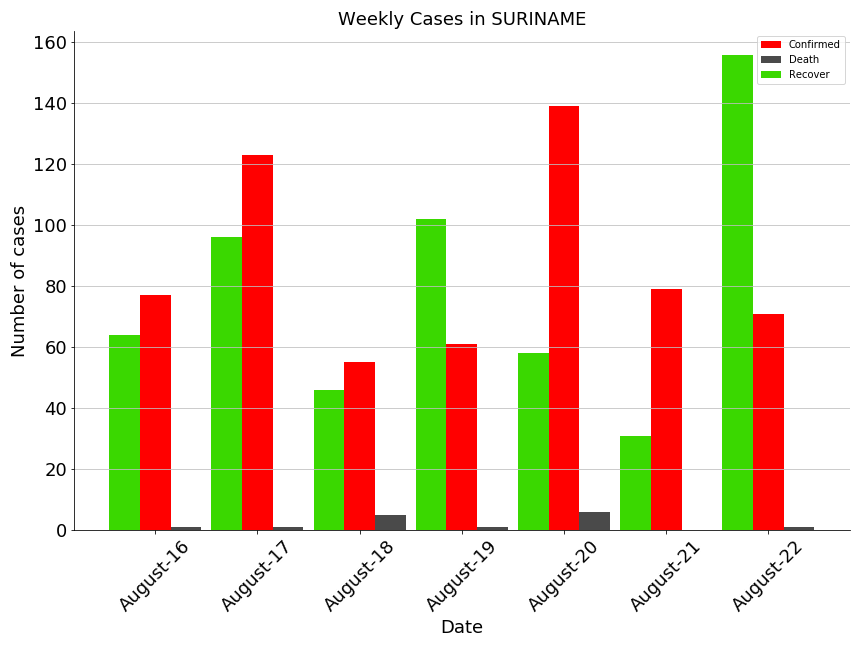 Weekly Cases in SURINAME
Confirmed
Death
Recover
Number of cases
160
140
120
100
80
60
40
20
0
August-16
August-17
August-18
August-19
August-20
August-21
August-22
Date